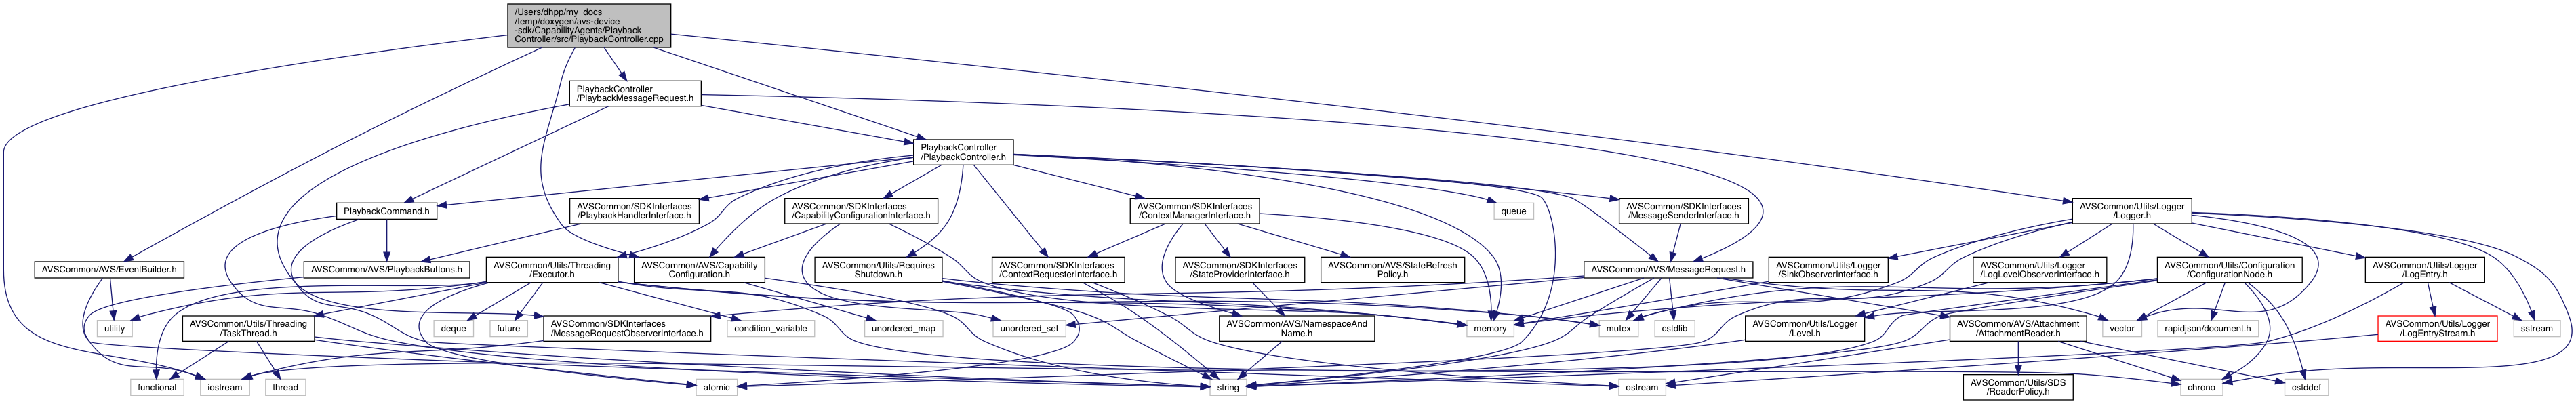 /Users/dhpp/my_docs
/temp/doxygen/avs-device
-sdk/CapabilityAgents/Playback
Controller/src/PlaybackController.cpp
PlaybackController
/PlaybackMessageRequest.h
PlaybackController
/PlaybackController.h
PlaybackCommand.h
AVSCommon/SDKInterfaces
/PlaybackHandlerInterface.h
AVSCommon/SDKInterfaces
/CapabilityConfigurationInterface.h
AVSCommon/SDKInterfaces
/ContextManagerInterface.h
queue
AVSCommon/SDKInterfaces
/MessageSenderInterface.h
AVSCommon/Utils/Logger
/Logger.h
AVSCommon/AVS/EventBuilder.h
AVSCommon/AVS/PlaybackButtons.h
AVSCommon/Utils/Threading
/Executor.h
AVSCommon/AVS/Capability
Configuration.h
AVSCommon/Utils/Requires
Shutdown.h
AVSCommon/SDKInterfaces
/ContextRequesterInterface.h
AVSCommon/SDKInterfaces
/StateProviderInterface.h
AVSCommon/AVS/StateRefresh
Policy.h
AVSCommon/AVS/MessageRequest.h
AVSCommon/Utils/Logger
/SinkObserverInterface.h
AVSCommon/Utils/Logger
/LogLevelObserverInterface.h
AVSCommon/Utils/Configuration
/ConfigurationNode.h
AVSCommon/Utils/Logger
/LogEntry.h
utility
AVSCommon/Utils/Threading
/TaskThread.h
deque
future
AVSCommon/SDKInterfaces
/MessageRequestObserverInterface.h
condition_variable
unordered_map
unordered_set
AVSCommon/AVS/NamespaceAnd
Name.h
memory
mutex
cstdlib
AVSCommon/Utils/Logger
/Level.h
AVSCommon/AVS/Attachment
/AttachmentReader.h
vector
rapidjson/document.h
AVSCommon/Utils/Logger
/LogEntryStream.h
sstream
functional
iostream
thread
atomic
string
ostream
AVSCommon/Utils/SDS
/ReaderPolicy.h
chrono
cstddef